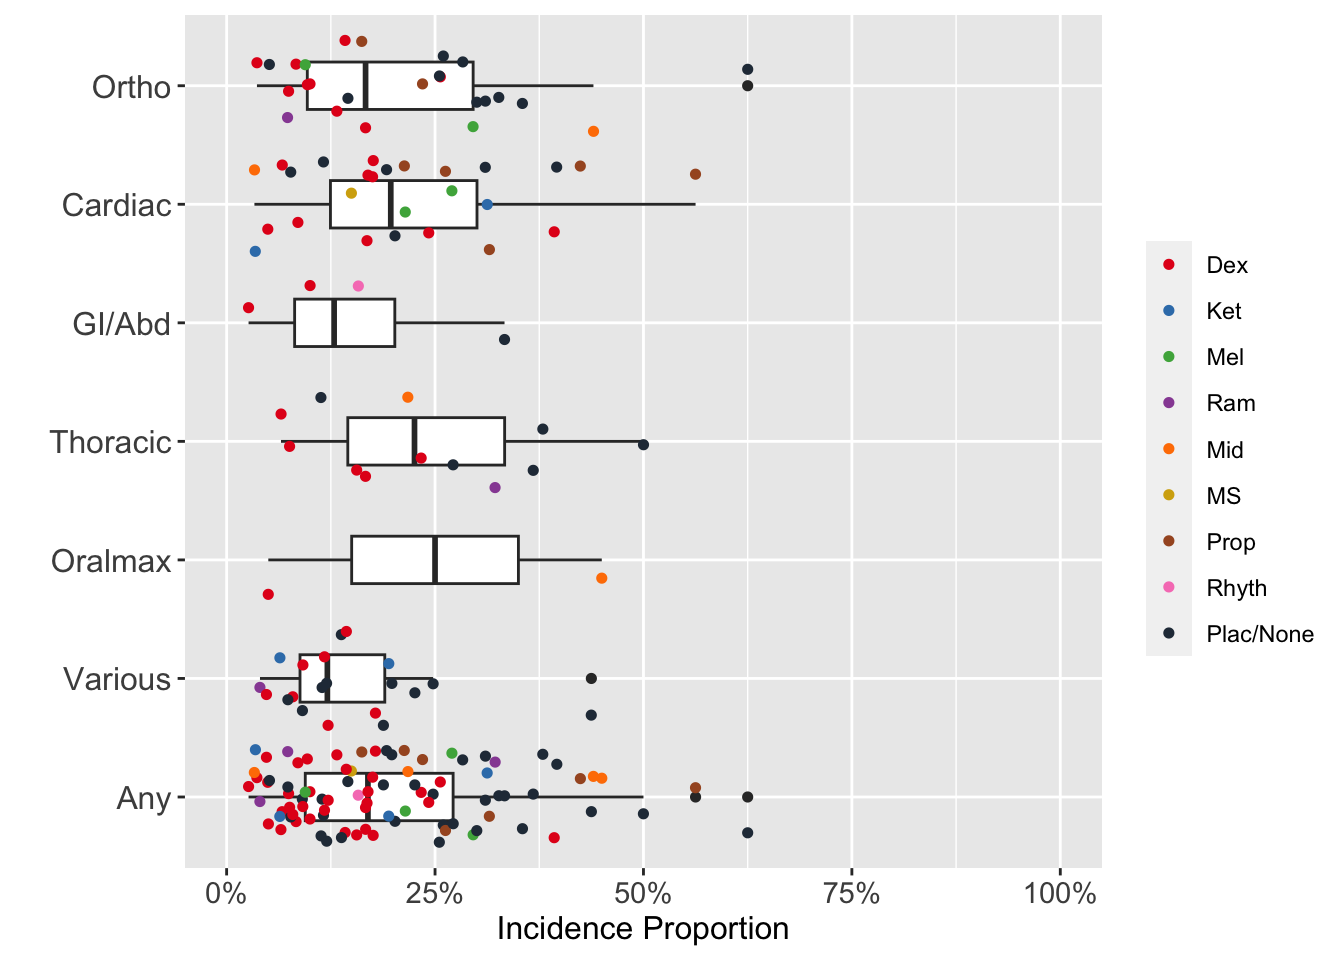 Ortho
Cardiac
GI/Abd
Thoracic
Oralmax
Various
Any
0% 25% 50% 75% 100%
Incidence Proportion
Dex
Ket
Mel
Ram
Mid
MS
Prop
Rhyth
Plac/None